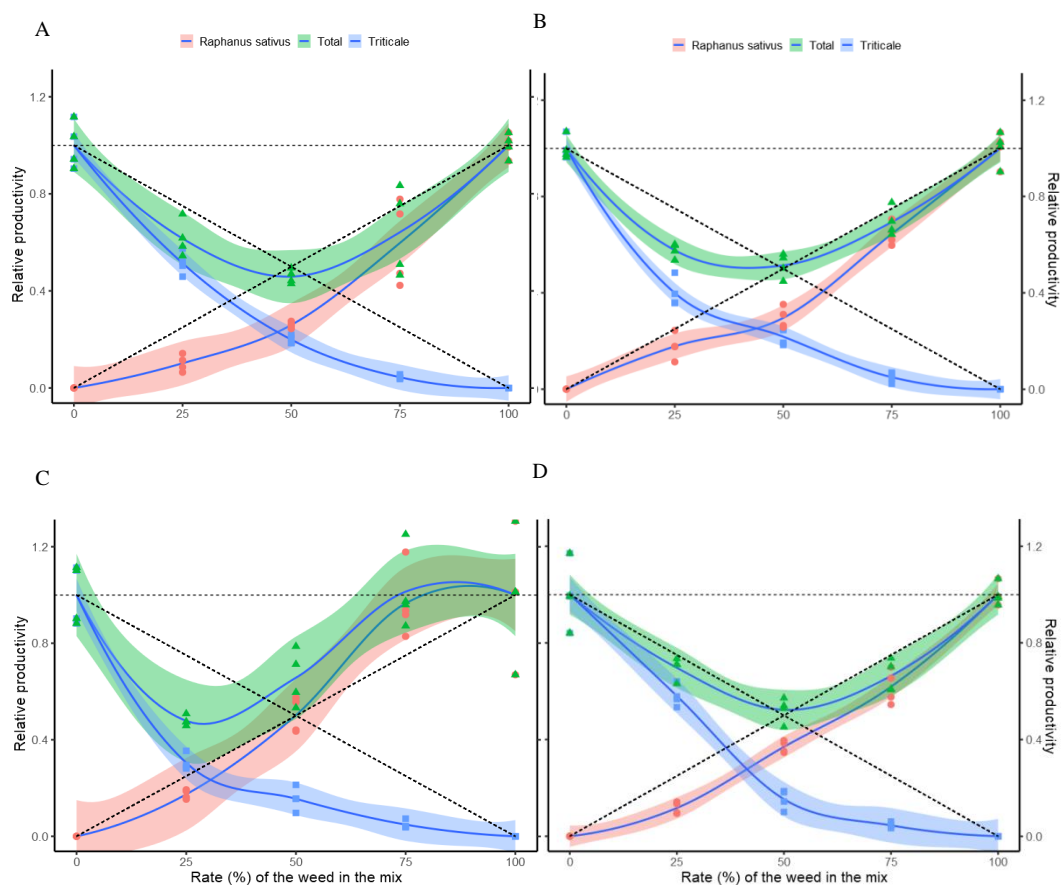 A
Raphanus sativus Total Triticale
Relative productivity
1.2
0.8
0.4
0.0
0 25 50 75 100
B
Raphanus sativus Total Triticale
Relative productivity
1.2
0.8
0.4
0.0
0 25 50 75 100
C
Relative productivity
1.2
0.8
0.4
0.0
0 25 50 75 100
Rate (%) of the weed in the mix
D
Relative productivity
1.2
0.8
0.4
0.0
0 25 50 75 100
Rate (%) of the weed in the mix